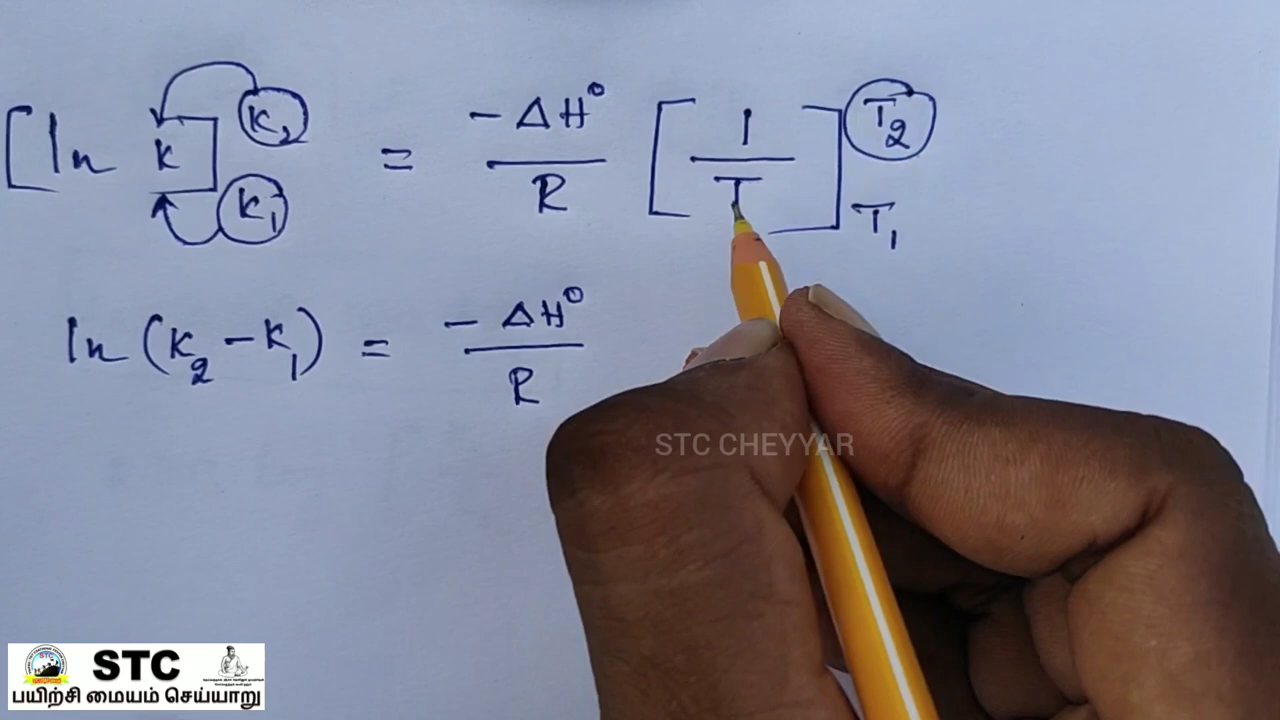 [ln K]K₂ K₁ = -ΔH°/R [1/T]T₂ T₁
ln (K₂ - K₁) = -ΔH°/R
STC CHEYYAR
STC
பயிற்சி மையம் செய்யாறு